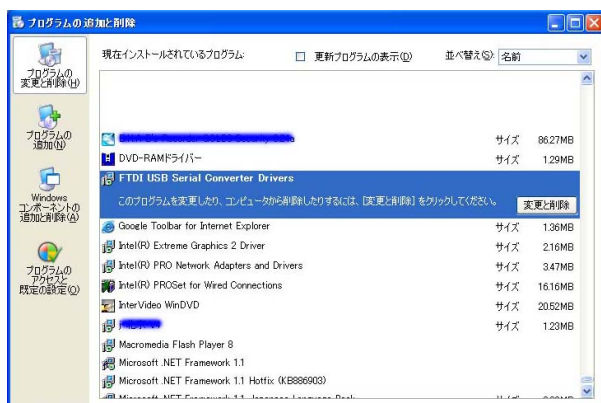 プログラムの追加と削除
プログラムの
変更と削除(H)
プログラムの
追加(N)
Windows
コンポーネントの
追加と削除(A)
プログラムの
アクセスと
既定の設定(O)
現在インストールされているプログラム:
更新プログラムの表示(D)
並べ替え(S): 名前
サイズ 86.27MB
DVD-RAMドライバー サイズ 1.29MB
FTDI USB Serial Converter Drivers
このプログラムを変更したり、コンピュータから削除したりするには、[変更と削除] をクリックしてください。 変更と削除
Google Toolbar for Internet Explorer サイズ 1.36MB
Intel(R) Extreme Graphics 2 Driver サイズ 2.16MB
Intel(R) PRO Network Adapters and Drivers サイズ 3.47MB
Intel(R) PROSet for Wired Connections サイズ 16.16MB
InterVideo WinDVD サイズ 20.52MB
サイズ 1.23MB
Macromedia Flash Player 8
Microsoft .NET Framework 1.1
Microsoft .NET Framework 1.1 Hotfix (KB886903)
Microsoft .NET Framework 1.1 Japanese Language Pack